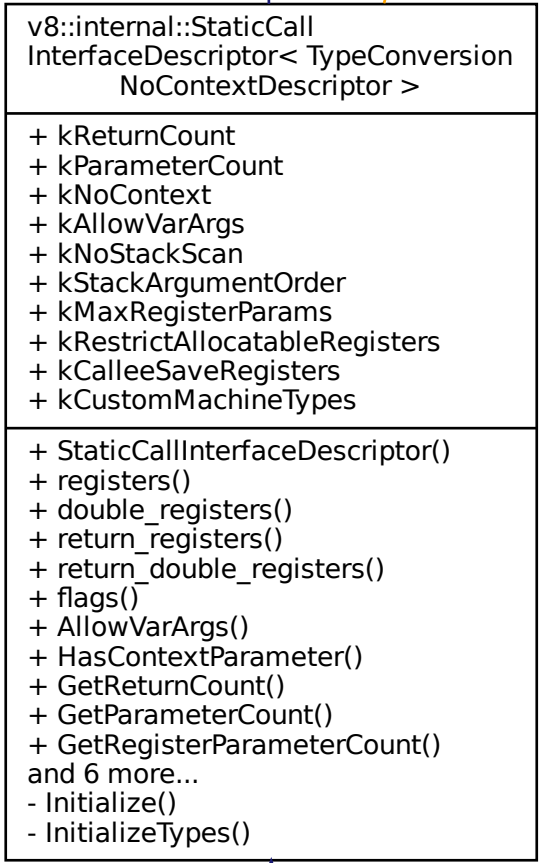 v8::internal::StaticCall
InterfaceDescriptor< TypeConversion
NoContextDescriptor >
+ kReturnCount
+ kParameterCount
+ kNoContext
+ kAllowVarArgs
+ kNoStackScan
+ kStackArgumentOrder
+ kMaxRegisterParams
+ kRestrictAllocatableRegisters
+ kCalleeSaveRegisters
+ kCustomMachineTypes
+ StaticCallInterfaceDescriptor()
+ registers()
+ double_registers()
+ return_registers()
+ return_double_registers()
+ flags()
+ AllowVarArgs()
+ HasContextParameter()
+ GetReturnCount()
+ GetParameterCount()
+ GetRegisterParameterCount()
and 6 more...
- Initialize()
- InitializeTypes()